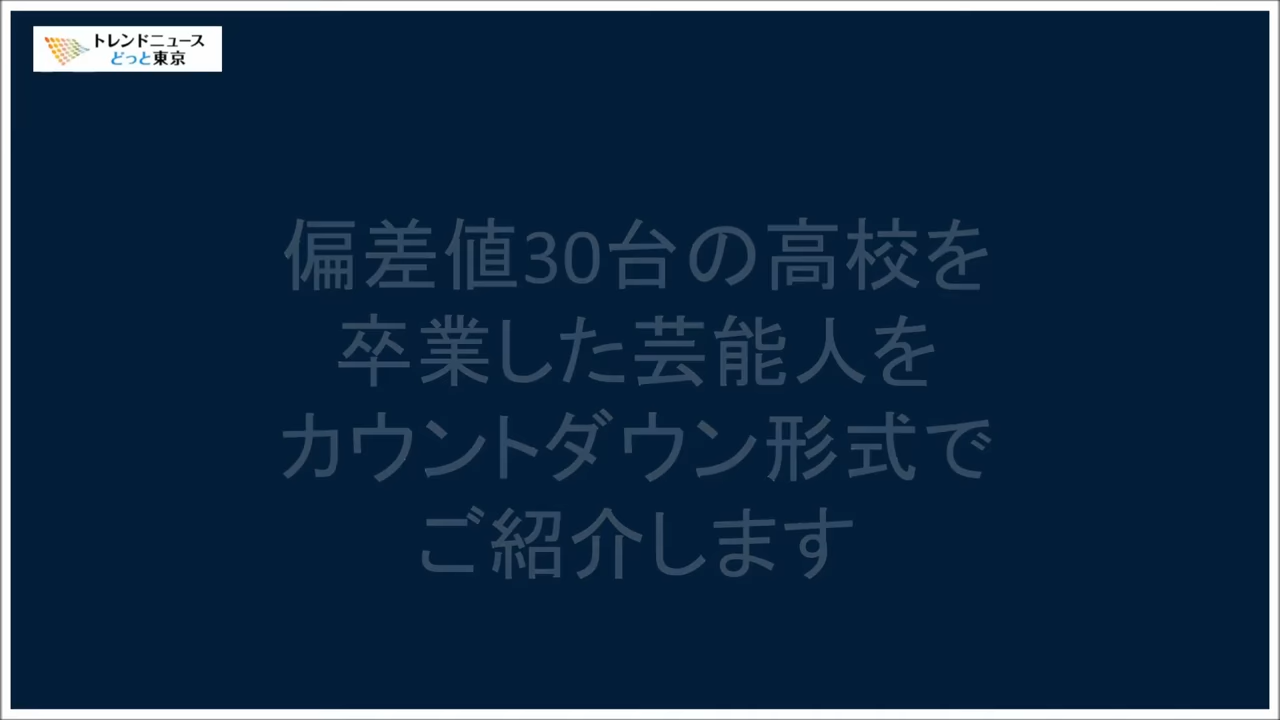 トレンドニュース
どっと東京
偏差値30台の高校を
卒業した芸能人を
カウントダウン形式で
ご紹介します